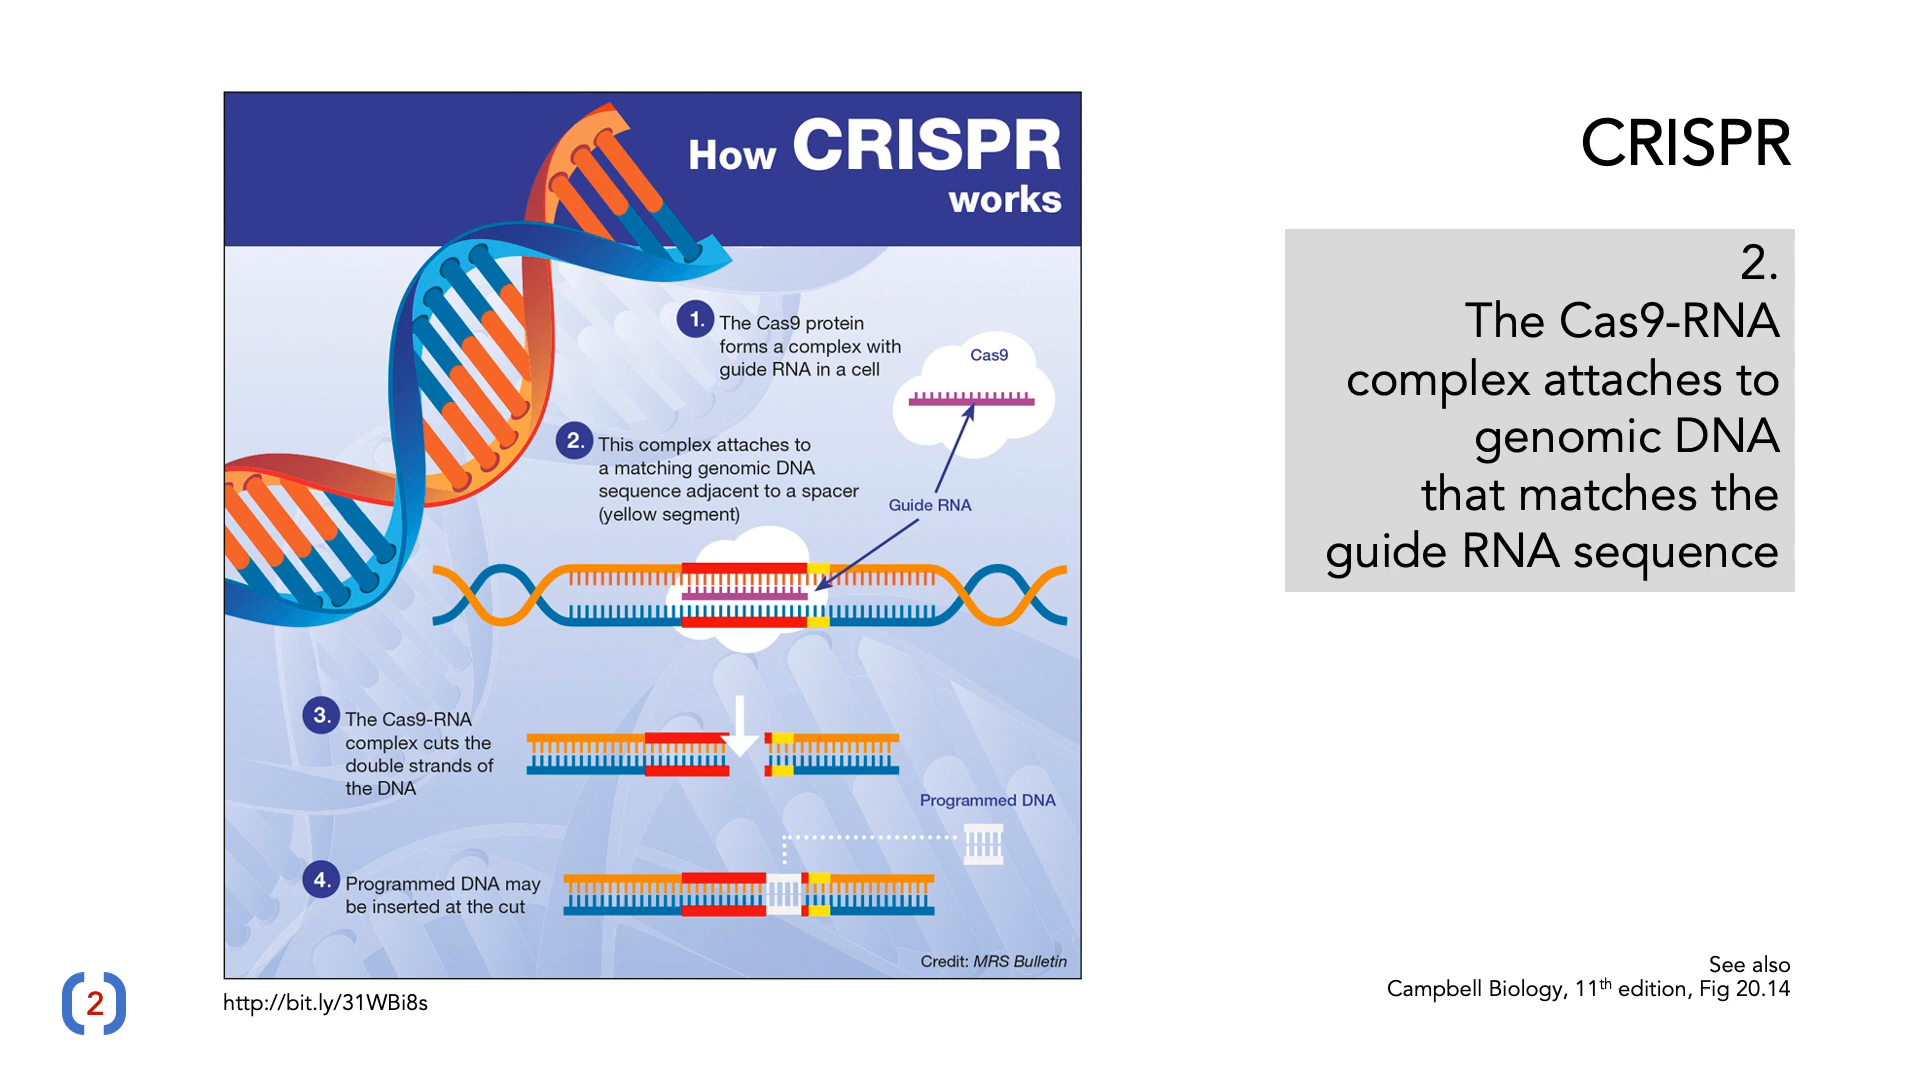 How CRISPR
works
1. The Cas9 protein
forms a complex with
guide RNA in a cell
Cas9
2. This complex attaches to
a matching genomic DNA
sequence adjacent to a spacer
(yellow segment)
Guide RNA
3. The Cas9-RNA
complex cuts the
double strands of
the DNA
Programmed DNA
4. Programmed DNA may
be inserted at the cut
Credit: MRS Bulletin
http://bit.ly/31WBi8s
2
CRISPR
2.
The Cas9-RNA
complex attaches to
genomic DNA
that matches the
guide RNA sequence
See also
Campbell Biology, 11th edition, Fig 20.14